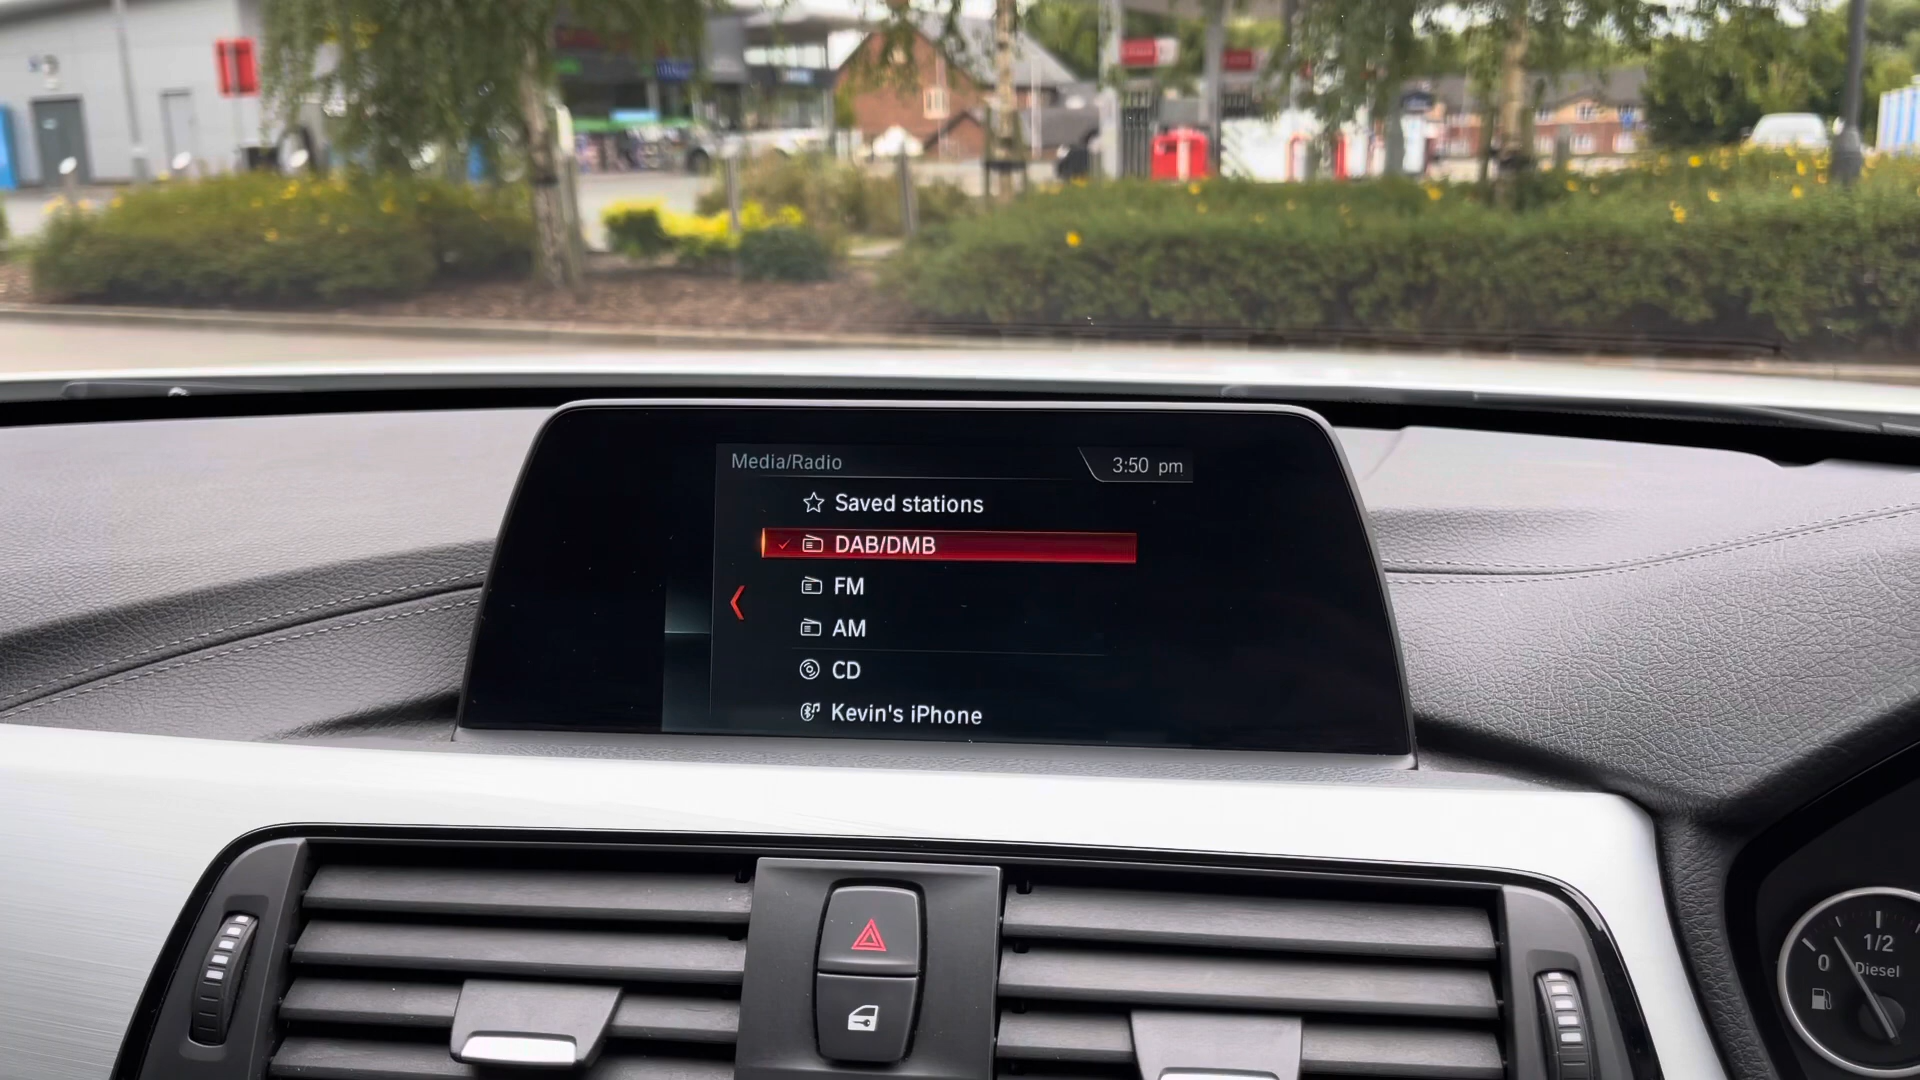 Media/Radio
3:50 pm
Saved stations
DAB/DMB
FM
AM
CD
Kevin's iPhone
1/2
0
Diesel